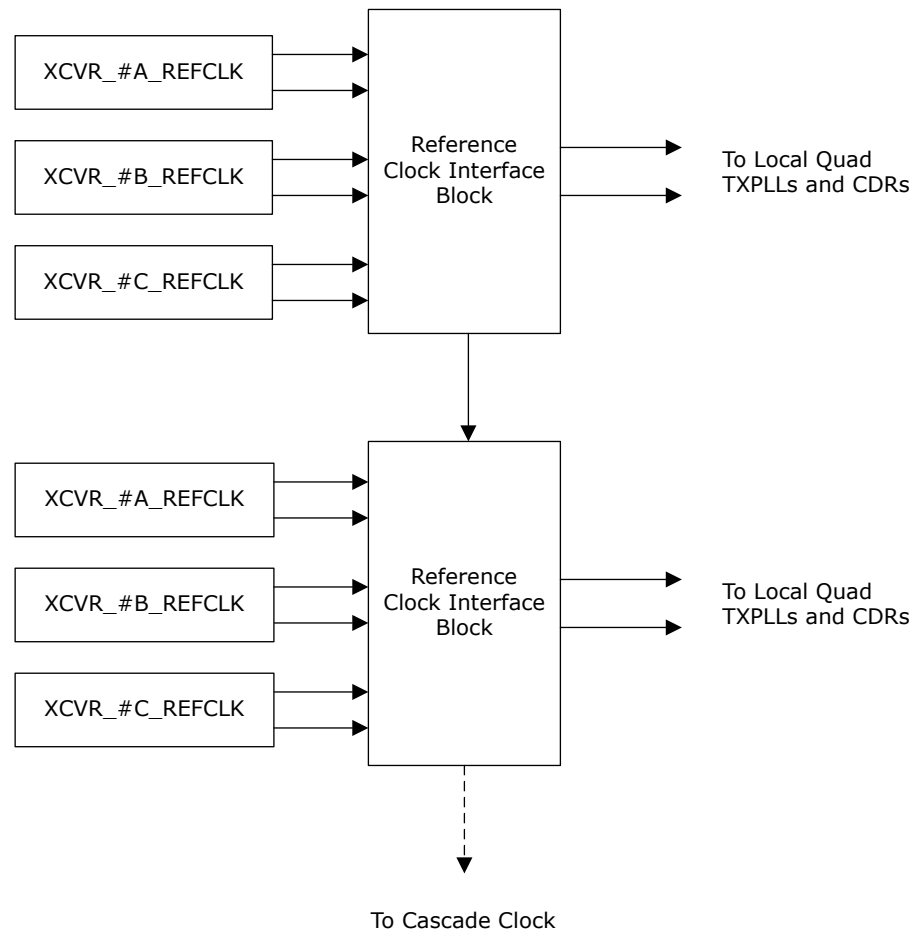 XCVR_#A_REFCLK
XCVR_#B_REFCLK
XCVR_#C_REFCLK
Reference
Clock Interface
Block
To Local Quad
TXPLLs and CDRs
XCVR_#A_REFCLK
XCVR_#B_REFCLK
XCVR_#C_REFCLK
Reference
Clock Interface
Block
To Local Quad
TXPLLs and CDRs
To Cascade Clock